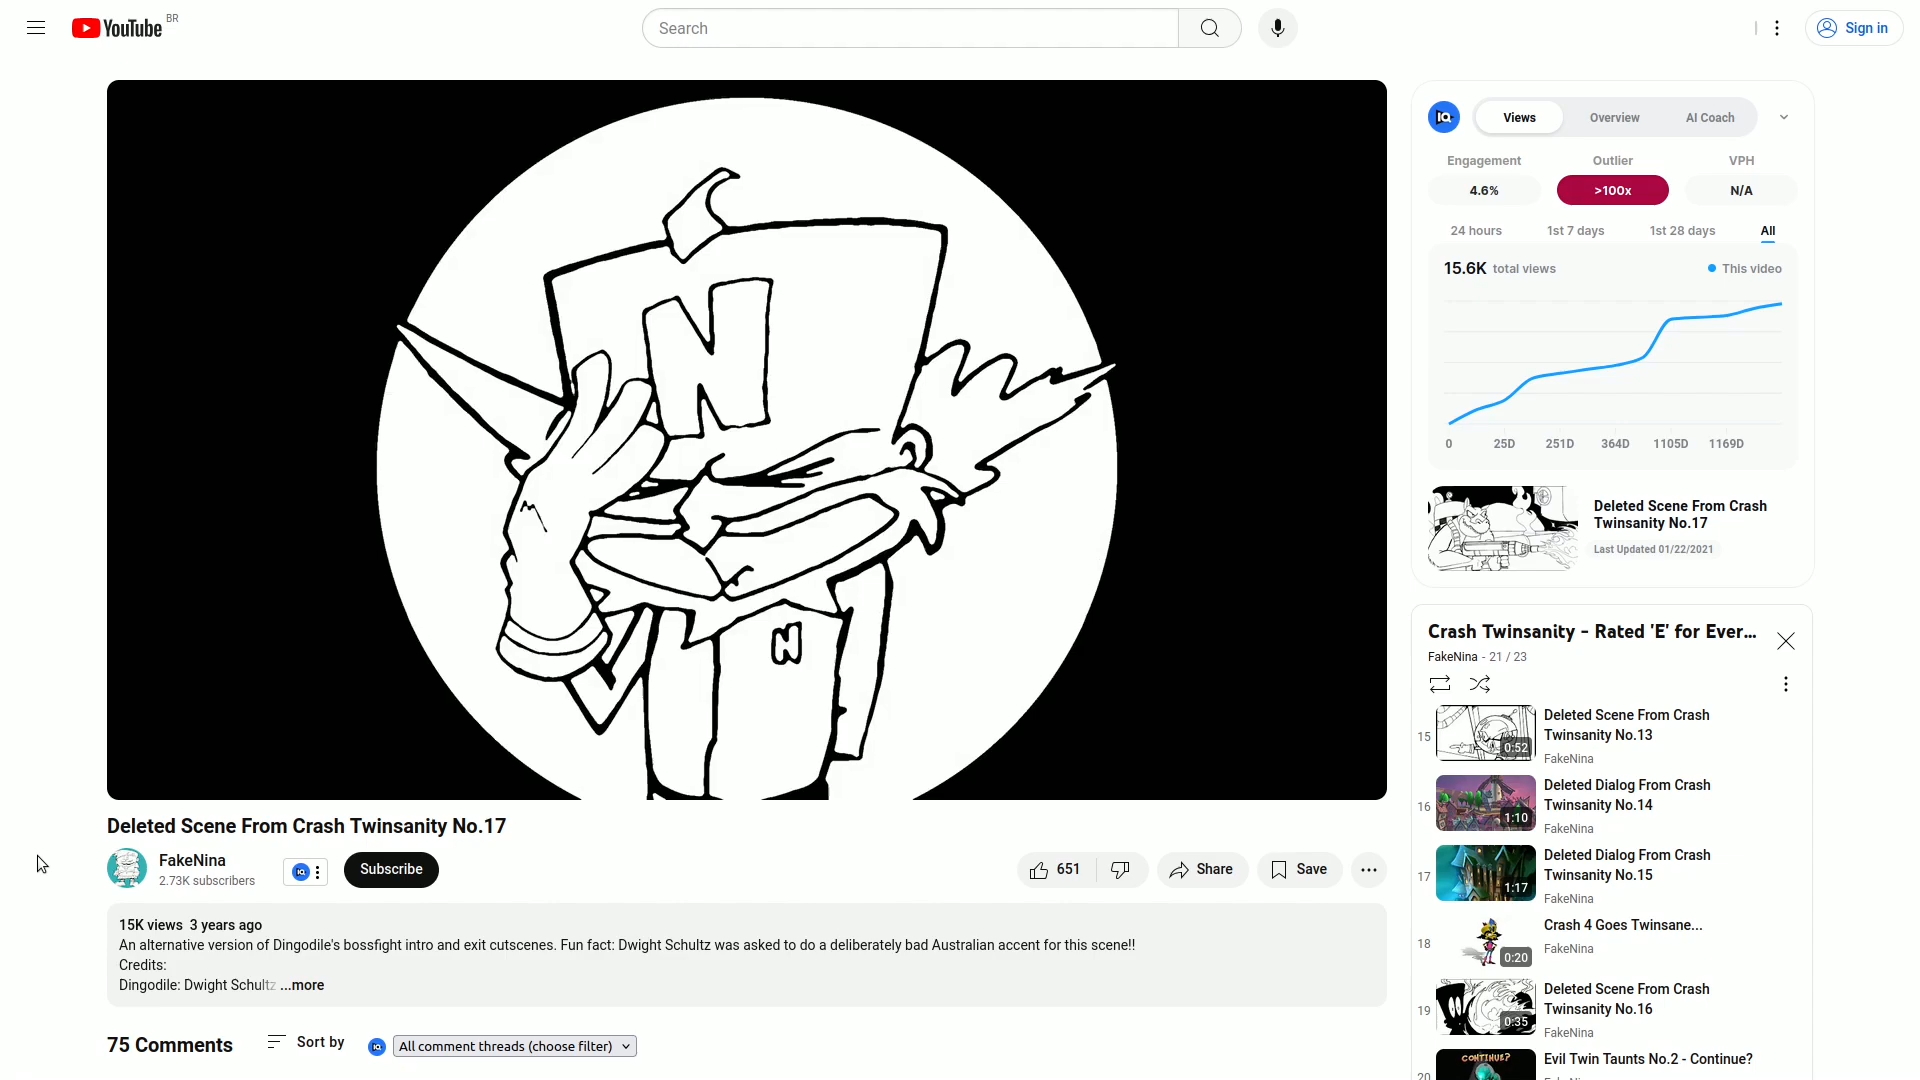 YouTube BR
Search
Sign in
N
N
Views Overview AI Coach
Engagement Outlier VPH
4.6% >100x N/A
24 hours 1st 7 days 1st 28 days All
15.6K total views This video
0 25D 251D 364D 1105D 1169D
Deleted Scene From Crash
Twinsanity No.17
Last Updated 01/22/2021
Crash Twinsanity - Rated 'E' for Ever...
FakeNina - 21 / 23
15
0:52
Deleted Scene From Crash
Twinsanity No.13
FakeNina
16
1:10
Deleted Dialog From Crash
Twinsanity No.14
FakeNina
17
1:17
Deleted Dialog From Crash
Twinsanity No.15
FakeNina
18
0:20
Crash 4 Goes Twinsane...
FakeNina
19
0:35
Deleted Scene From Crash
Twinsanity No.16
FakeNina
20
CONTINUE?
Evil Twin Taunts No.2 - Continue?
Deleted Scene From Crash Twinsanity No.17
FakeNina
2.73K subscribers
Subscribe
651
Share
Save
15K views 3 years ago
An alternative version of Dingodile's bossfight intro and exit cutscenes. Fun fact: Dwight Schultz was asked to do a deliberately bad Australian accent for this scene!!
Credits:
Dingodile: Dwight Schultz ...more
75 Comments
Sort by
All comment threads (choose filter)